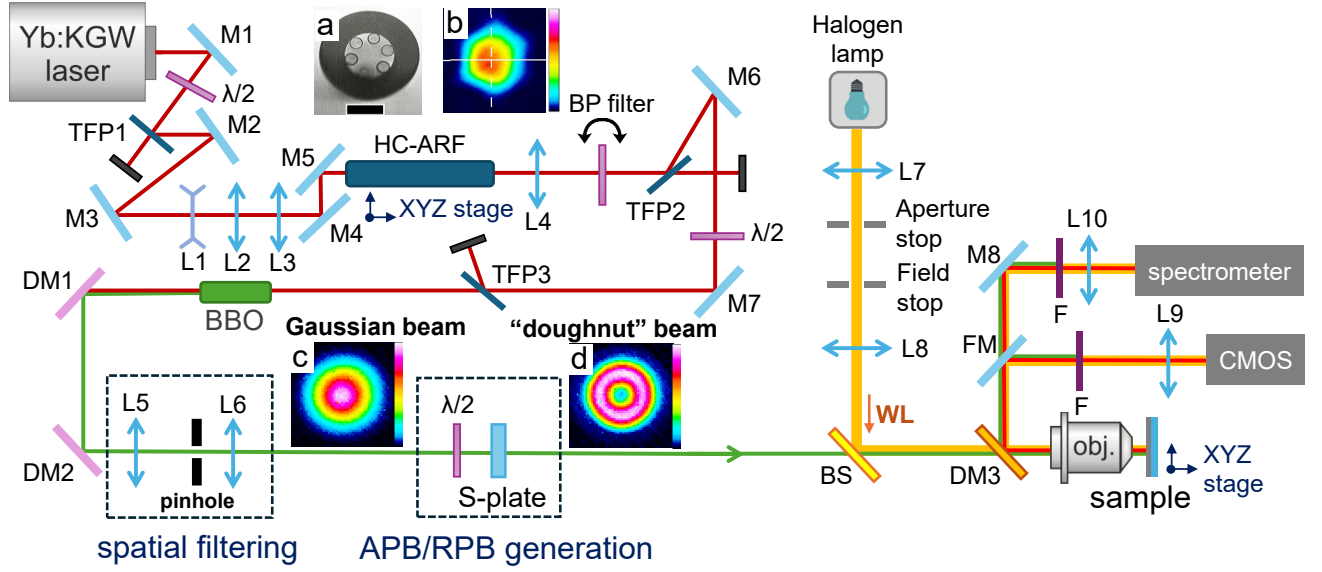 Yb:KGW
laser
M1
λ/2
TFP1
M2
M3
L1
L2
L3
M4
M5
a
b
HC-ARF
XYZ stage
L4
BP filter
M6
TFP2
λ/2
M7
TFP3
BBO
DM1
DM2
L5
L6
pinhole
spatial filtering
Gaussian beam
c
"doughnut" beam
d
λ/2
S-plate
APB/RPB generation
Halogen
lamp
L7
Aperture
stop
Field
stop
L8
WL
BS
DM3
obj.
sample
XYZ
stage
M8
F
L10
spectrometer
FM
F
L9
CMOS